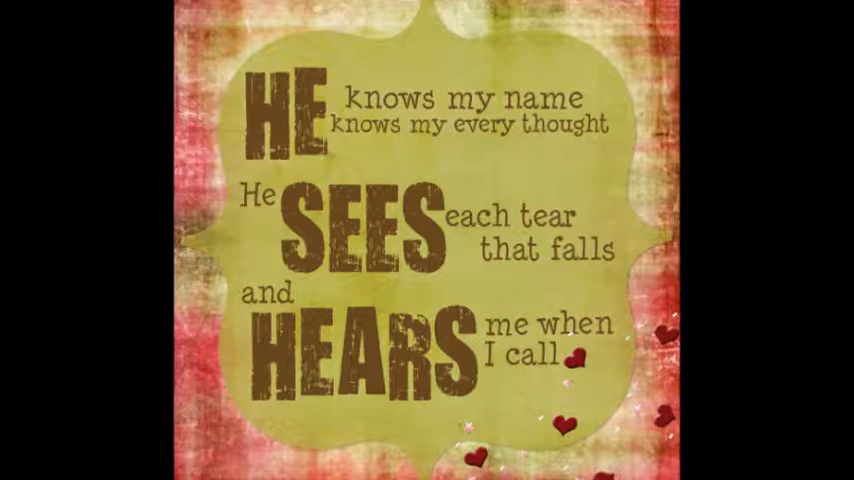 HE knows my name
knows my every thought
He SEES each tear
that falls
and
HEARS me when
I call